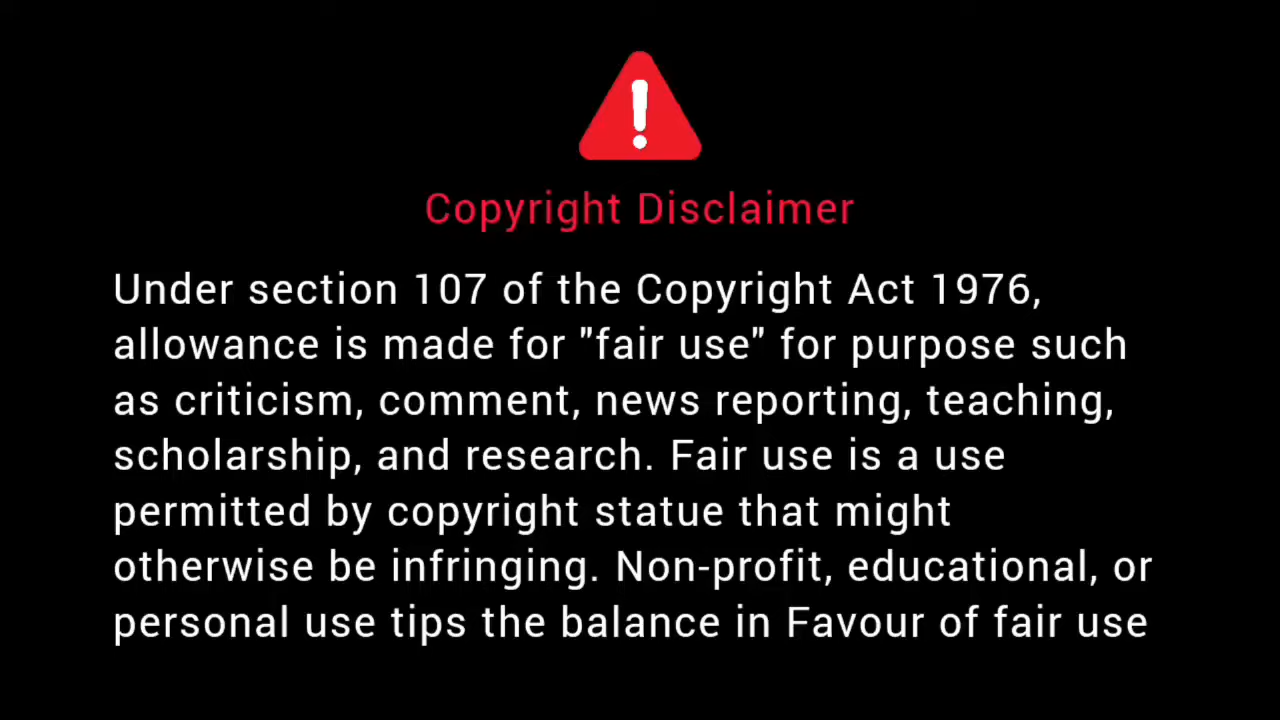 Copyright Disclaimer
Under section 107 of the Copyright Act 1976,
allowance is made for "fair use" for purpose such
as criticism, comment, news reporting, teaching,
scholarship, and research. Fair use is a use
permitted by copyright statue that might
otherwise be infringing. Non-profit, educational, or
personal use tips the balance in Favour of fair use